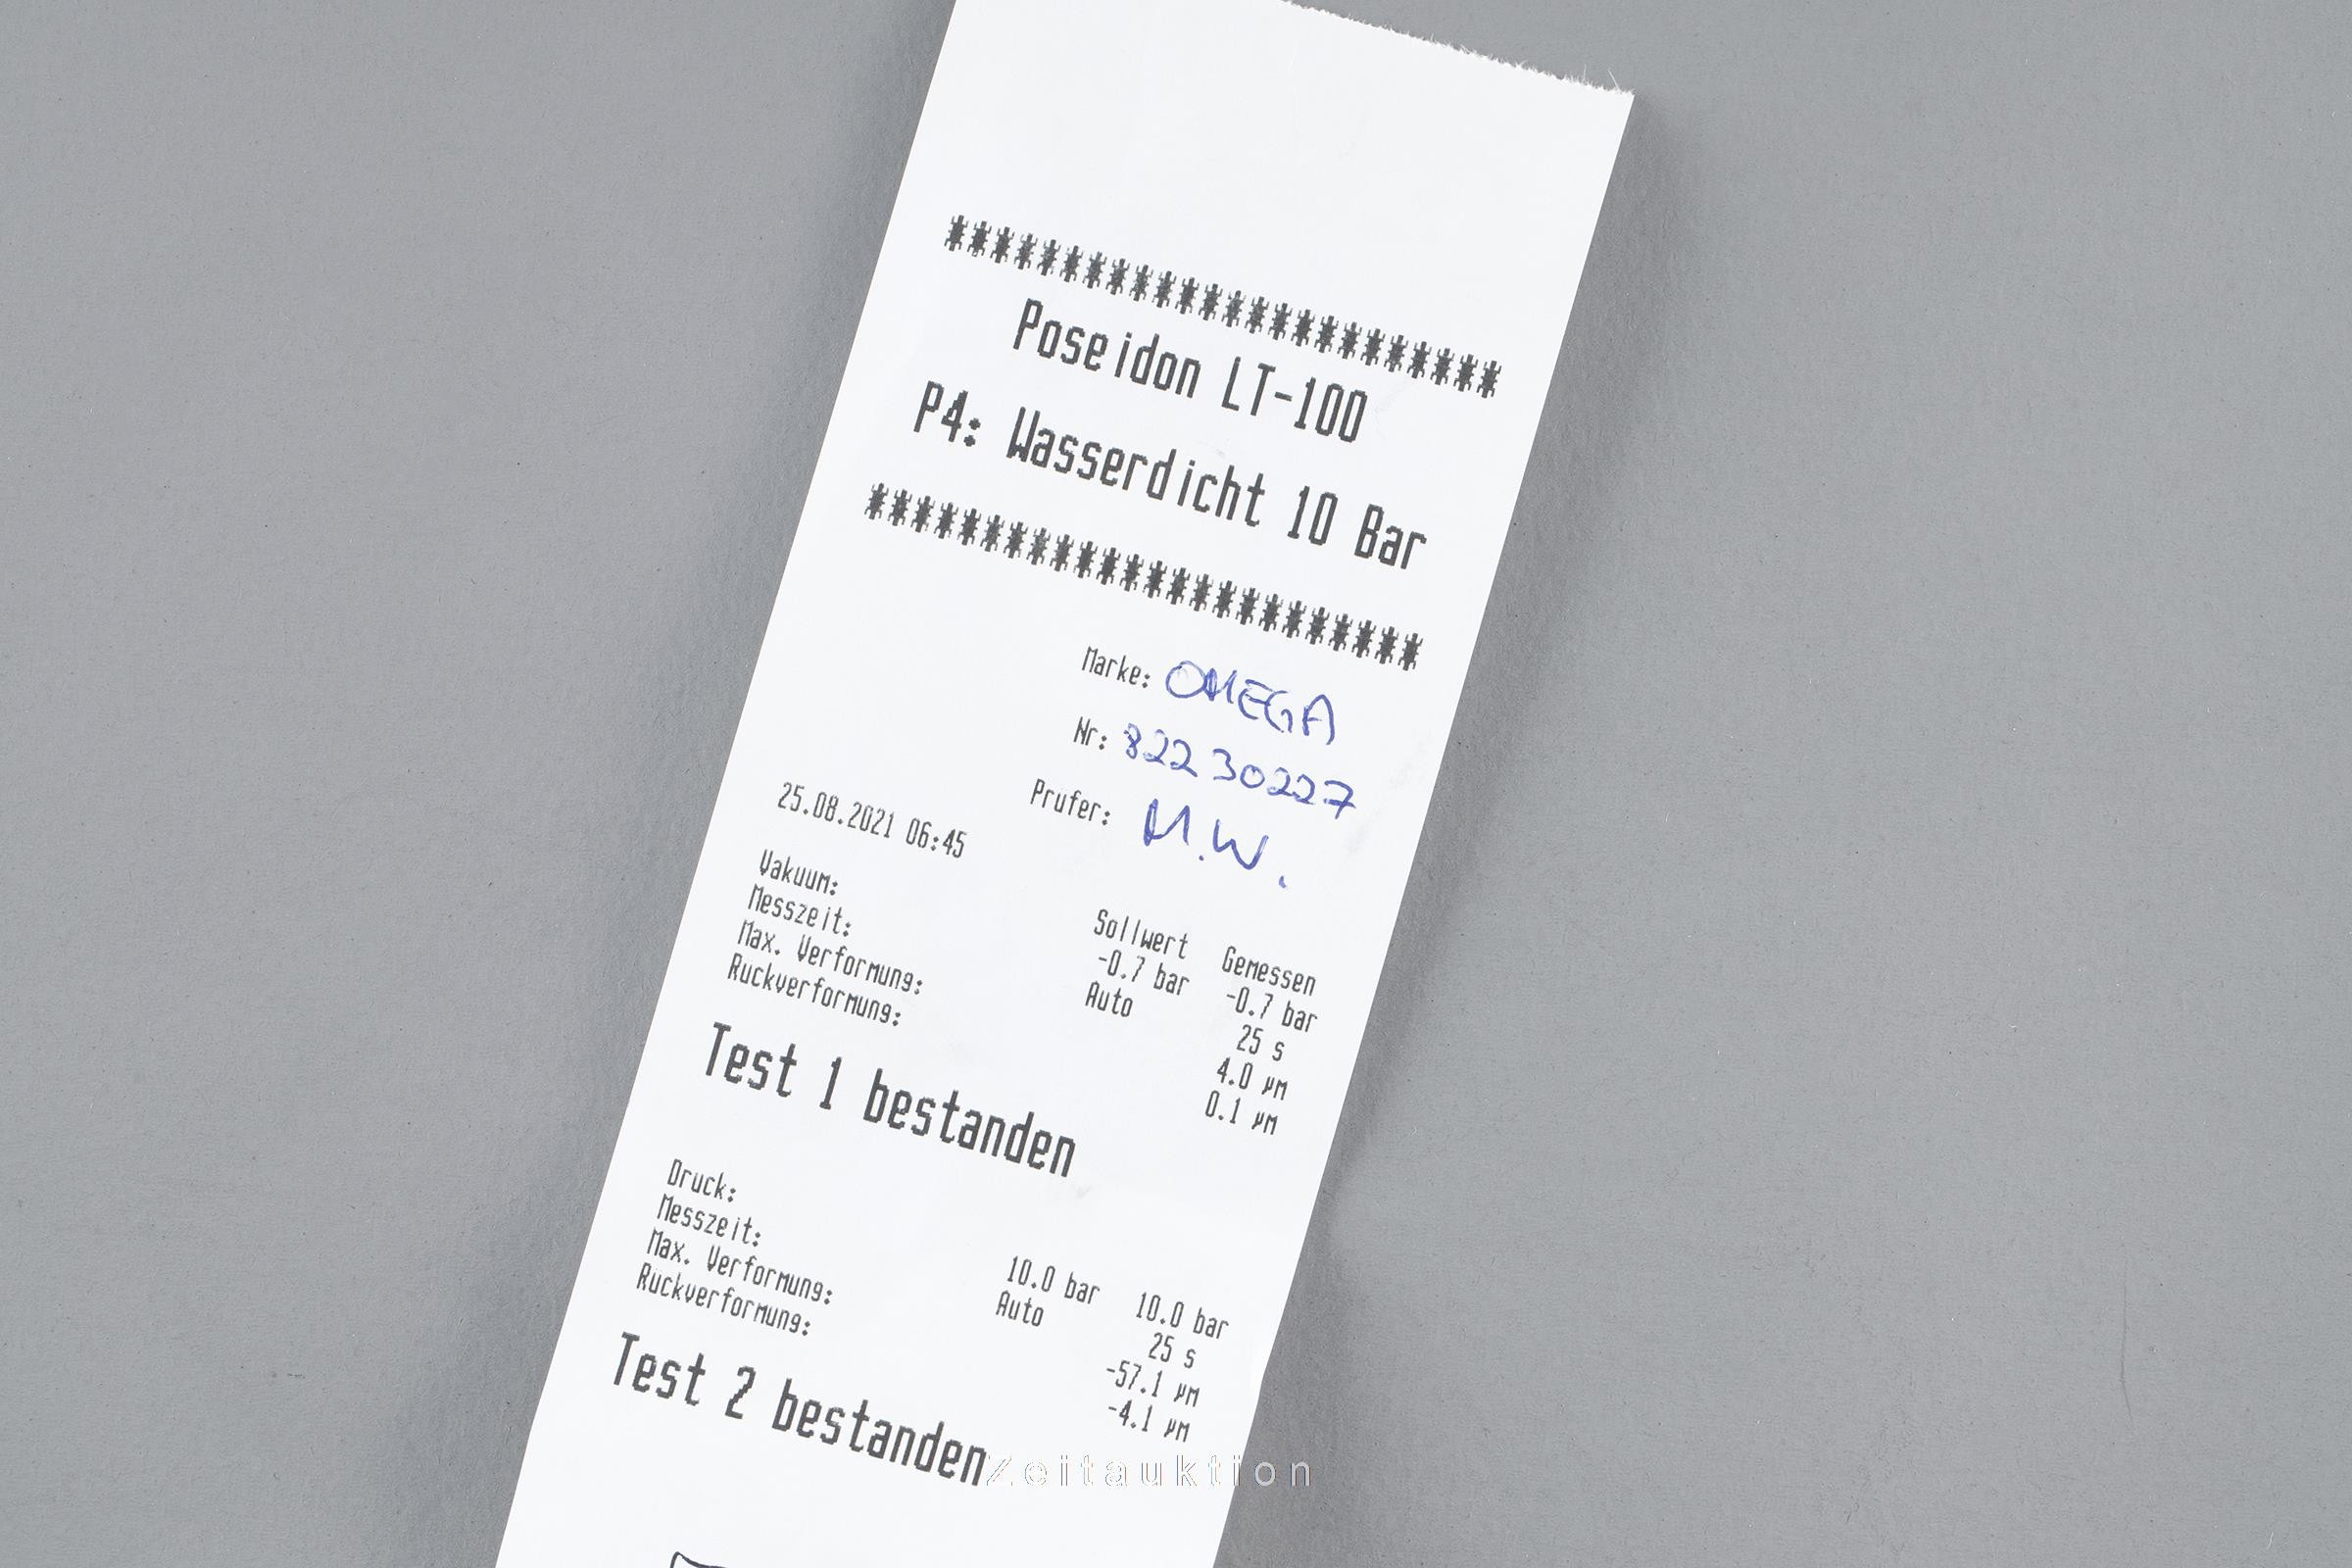 ************************
Poseidon LT-100
P4: Wasserdicht 10 Bar
************************
Marke: OMEGA
Nr: 82230227
Prufer: M.W.
25.08.2021 06:45
Sollwert Gemessen
Vakuum: -0.7 bar -0.7 bar
Messzeit: Auto 25 s
Max. Verformung: 4.0 µm
Ruckverformung: 0.1 µm
Test 1 bestanden
Druck: 10.0 bar 10.0 bar
Messzeit: Auto 25 s
Max. Verformung: -57.1 µm
Ruckverformung: -4.1 µm
Test 2 bestanden
Zeitauktion